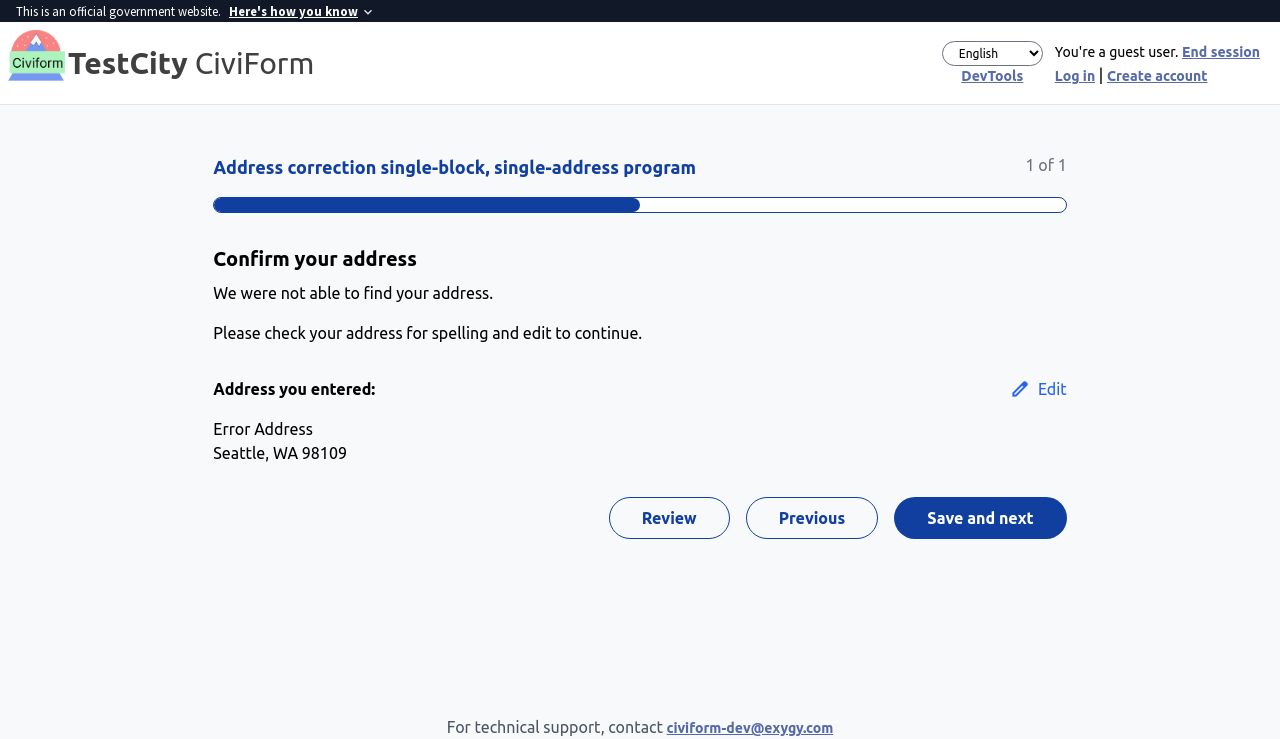 This is an official government website. Here's how you know
Civiform
TestCity CiviForm
English
You're a guest user. End session
DevTools
Log in | Create account
Address correction single-block, single-address program
1 of 1
Confirm your address
We were not able to find your address.
Please check your address for spelling and edit to continue.
Address you entered:
Edit
Error Address
Seattle, WA 98109
Review
Previous
Save and next
For technical support, contact civiform-dev@exygy.com